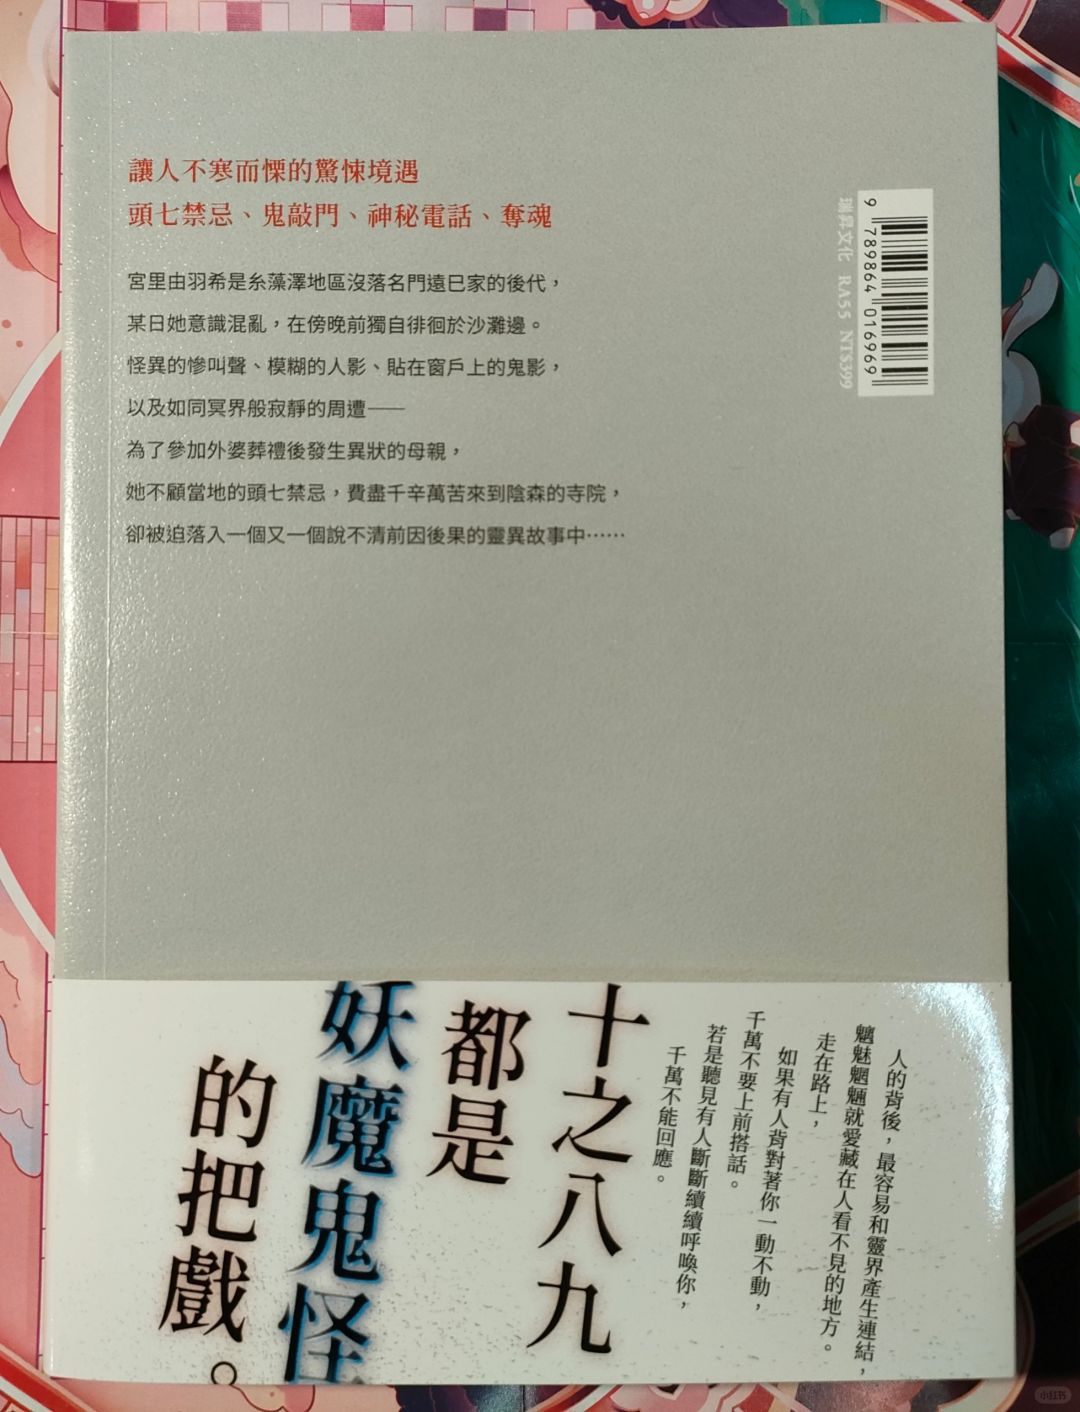 讓人不寒而慄的驚悚境遇
頭七禁忌、鬼敲門、神秘電話、奪魂
宮里由羽希是糸藻澤地區沒落名門遠巳家的後代，
某日她意識混亂，在傍晚前獨自徘徊於沙灘邊。
怪異的慘叫聲、模糊的人影、貼在窗戶上的鬼影，
以及如同冥界般寂靜的周遭——
為了參加外婆葬禮後發生異狀的母親，
她不顧當地的頭七禁忌，費盡千辛萬苦來到陰森的寺院，
卻被迫落入一個又一個說不清前因後果的靈異故事中……
9 789864 016969
瑞昇文化 RA55 NT$399
人的背後，最容易和靈界產生連結，
魑魅魍魎就愛藏在人看不見的地方。
走在路上，
如果有人背對著你一動不動，
千萬不要上前搭話。
若是聽見有人斷斷續續呼喚你，
千萬不能回應。
十之八九
都是
妖魔鬼怪
的把戲。
小红书